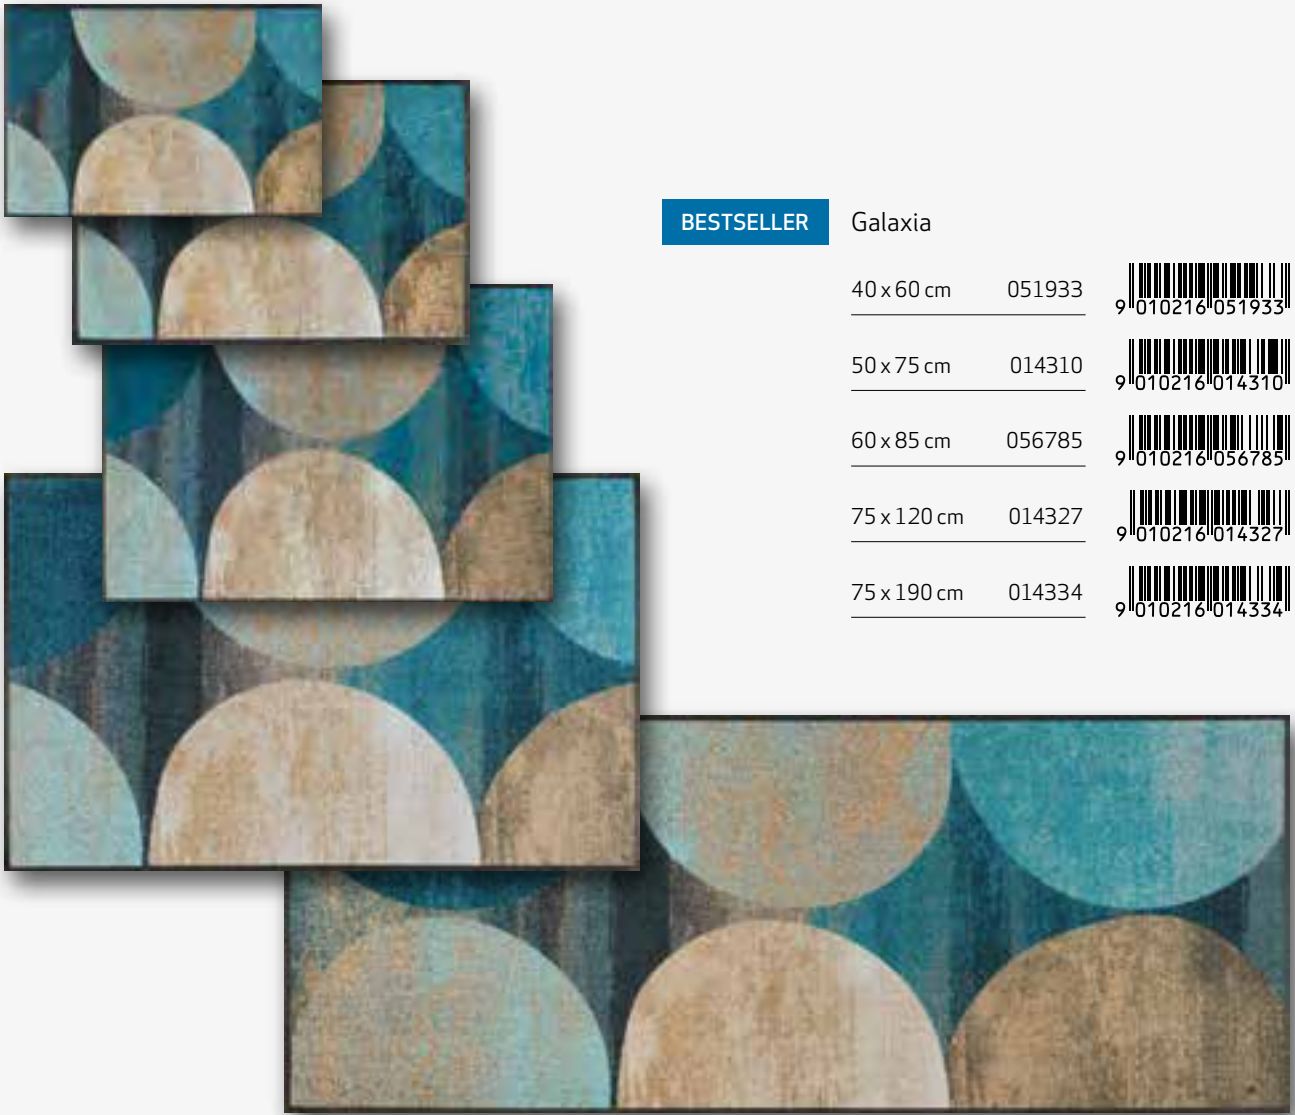 BESTSELLER Galaxia
40 x 60 cm 051933 9 010216 051933
50 x 75 cm 014310 9 010216 014310
60 x 85 cm 056785 9 010216 056785
75 x 120 cm 014327 9 010216 014327
75 x 190 cm 014334 9 010216 014334